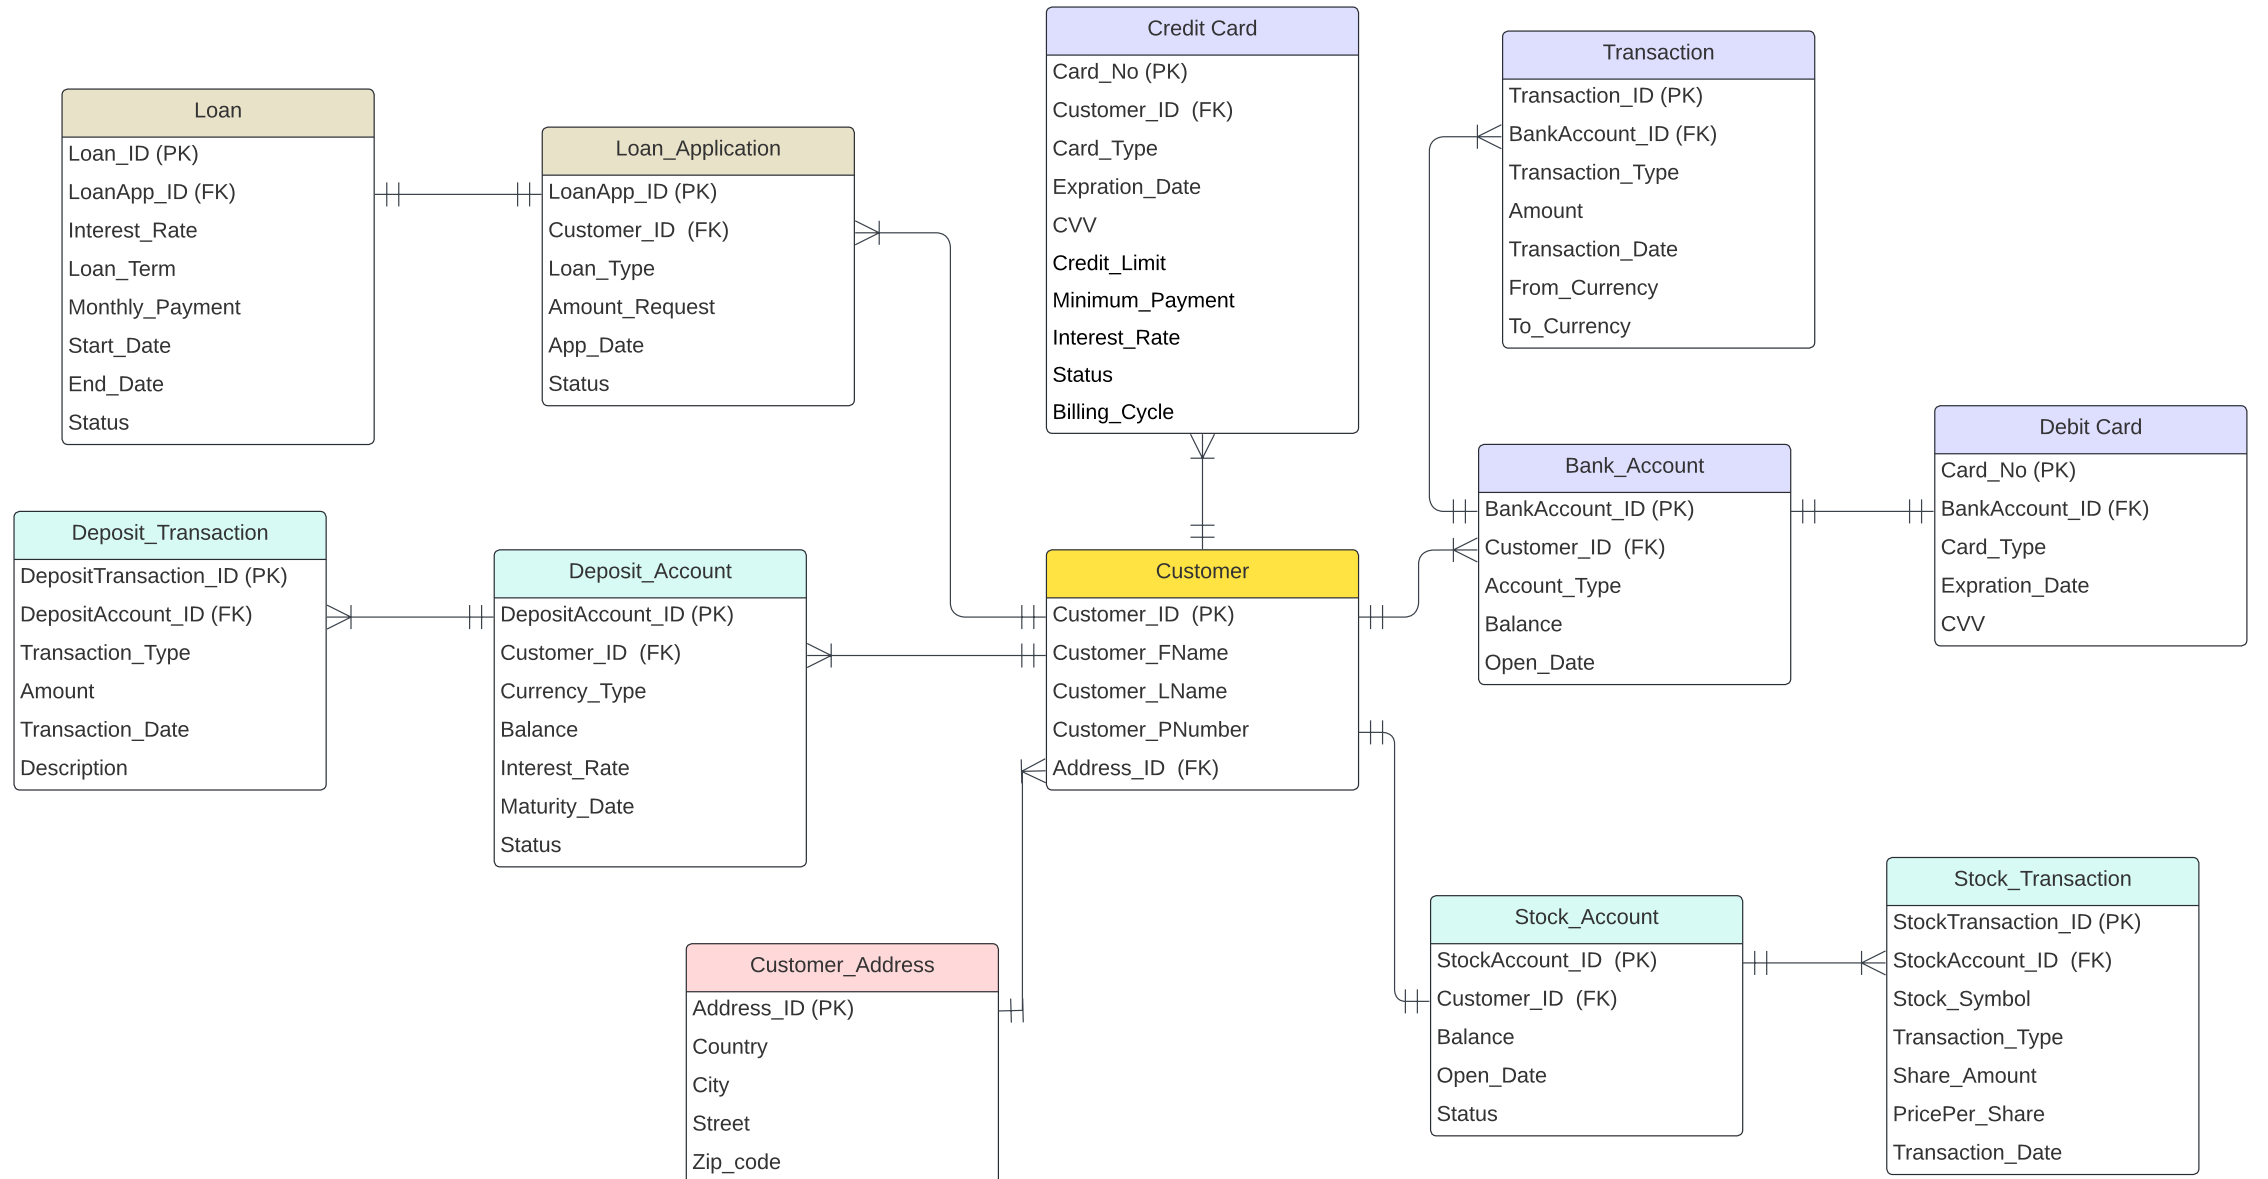 Loan
Loan_ID (PK)
LoanApp_ID (FK)
Interest_Rate
Loan_Term
Monthly_Payment
Start_Date
End_Date
Status
Loan_Application
LoanApp_ID (PK)
Customer_ID  (FK)
Loan_Type
Amount_Request
App_Date
Status
Credit Card
Card_No (PK)
Customer_ID  (FK)
Card_Type
Expration_Date
CVV
Credit_Limit
Minimum_Payment
Interest_Rate
Status
Billing_Cycle
Transaction
Transaction_ID (PK)
BankAccount_ID (FK)
Transaction_Type
Amount
Transaction_Date
From_Currency
To_Currency
Bank_Account
BankAccount_ID (PK)
Customer_ID  (FK)
Account_Type
Balance
Open_Date
Debit Card
Card_No (PK)
BankAccount_ID (FK)
Card_Type
Expration_Date
CVV
Deposit_Transaction
DepositTransaction_ID (PK)
DepositAccount_ID (FK)
Transaction_Type
Amount
Transaction_Date
Description
Deposit_Account
DepositAccount_ID (PK)
Customer_ID  (FK)
Currency_Type
Balance
Interest_Rate
Maturity_Date
Status
Customer
Customer_ID  (PK)
Customer_FName
Customer_LName
Customer_PNumber
Address_ID  (FK)
Customer_Address
Address_ID (PK)
Country
City
Street
Zip_code
Stock_Account
StockAccount_ID  (PK)
Customer_ID  (FK)
Balance
Open_Date
Status
Stock_Transaction
StockTransaction_ID (PK)
StockAccount_ID  (FK)
Stock_Symbol
Transaction_Type
Share_Amount
PricePer_Share
Transaction_Date